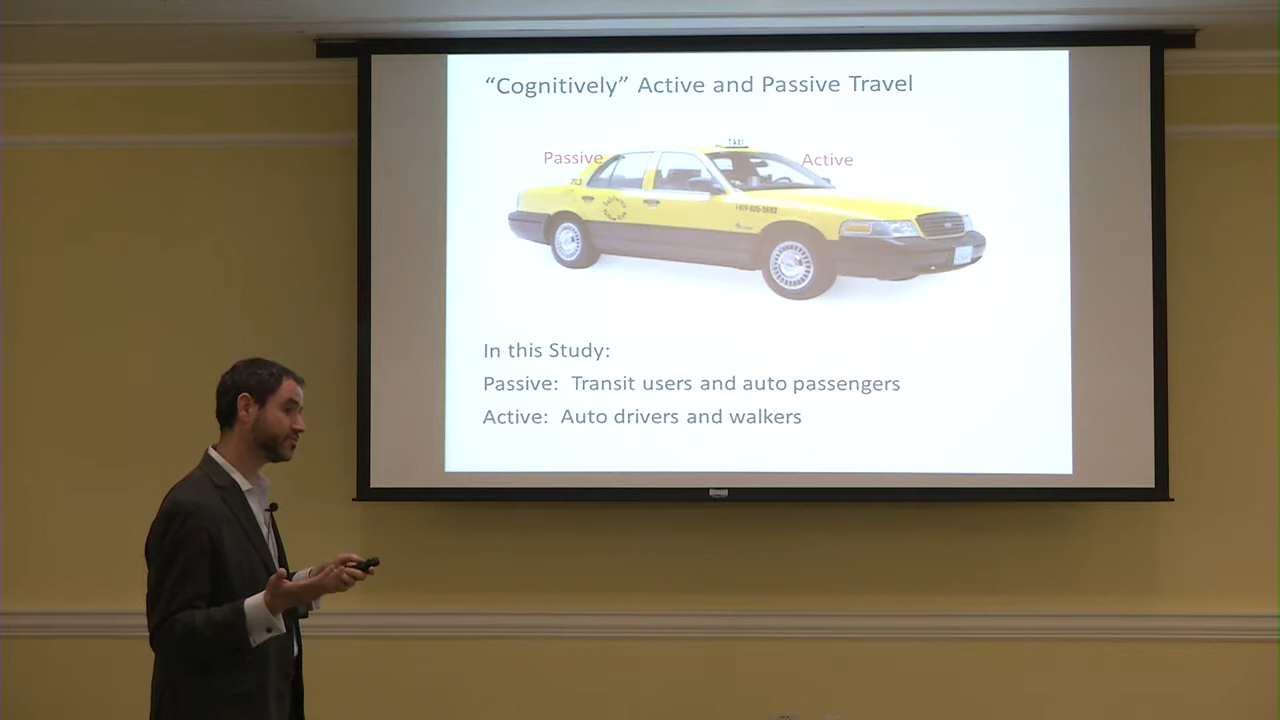 “Cognitively” Active and Passive Travel
TAXI
Passive
Active
713
In this Study:
Passive: Transit users and auto passengers
Active: Auto drivers and walkers